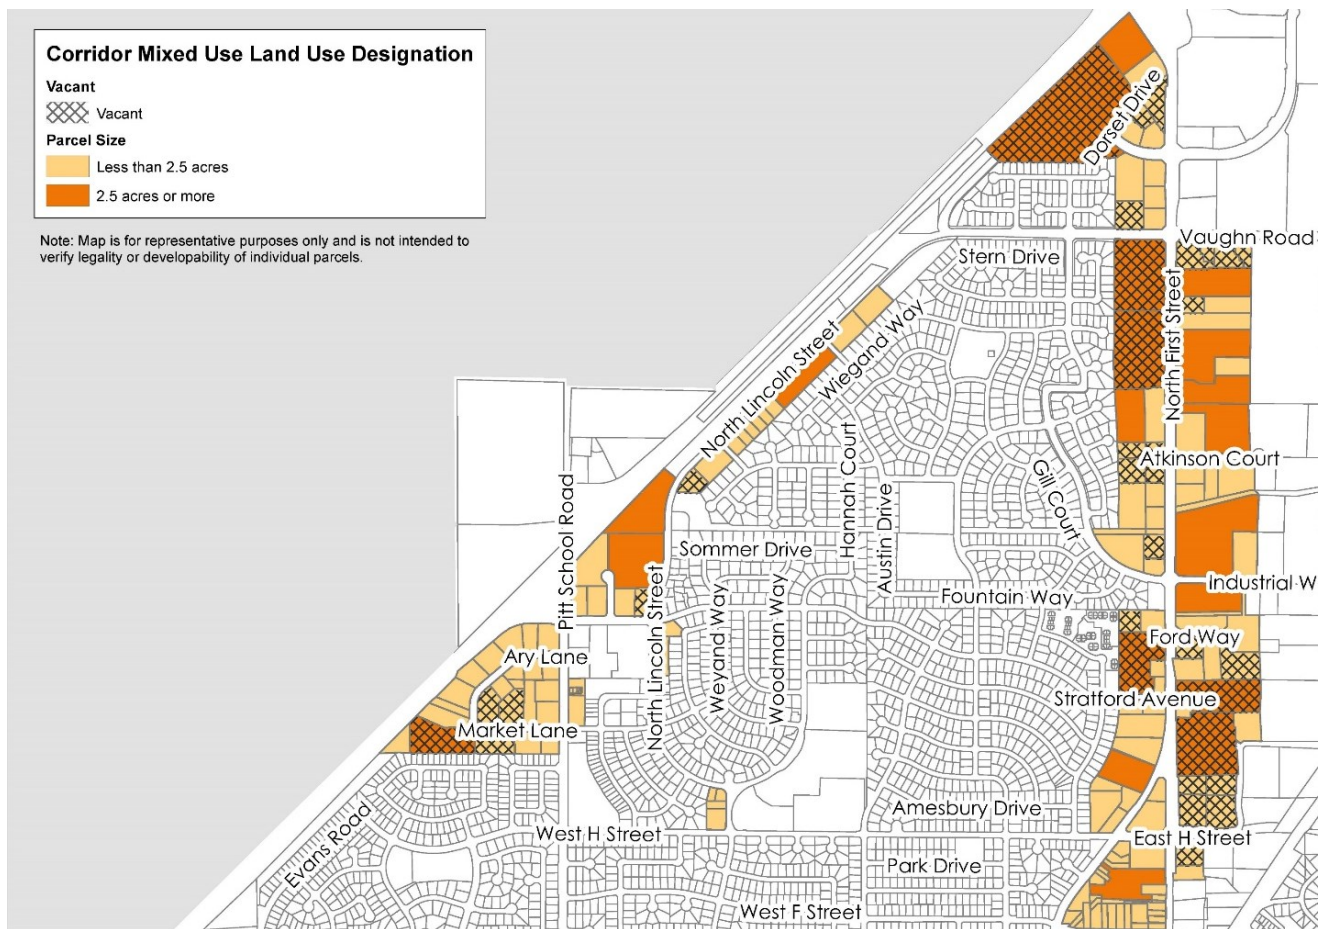 Corridor Mixed Use Land Use Designation
Vacant
Vacant
Parcel Size
Less than 2.5 acres
2.5 acres or more
Note: Map is for representative purposes only and is not intended to
verify legality or developability of individual parcels.
Dorset Drive
Vaughn Road
Stern Drive
North First Street
North Lincoln Street
Wiegand Way
Atkinson Court
Hannah Court
Gill Court
Austin Drive
Pitt School Road
Sommer Drive
Industrial W
Fountain Way
North Lincoln Street
Weyand Way
Woodman Way
Ford Way
Ary Lane
Stratford Avenue
Market Lane
Amesbury Drive
Evans Road
West H Street
East H Street
Park Drive
West F Street